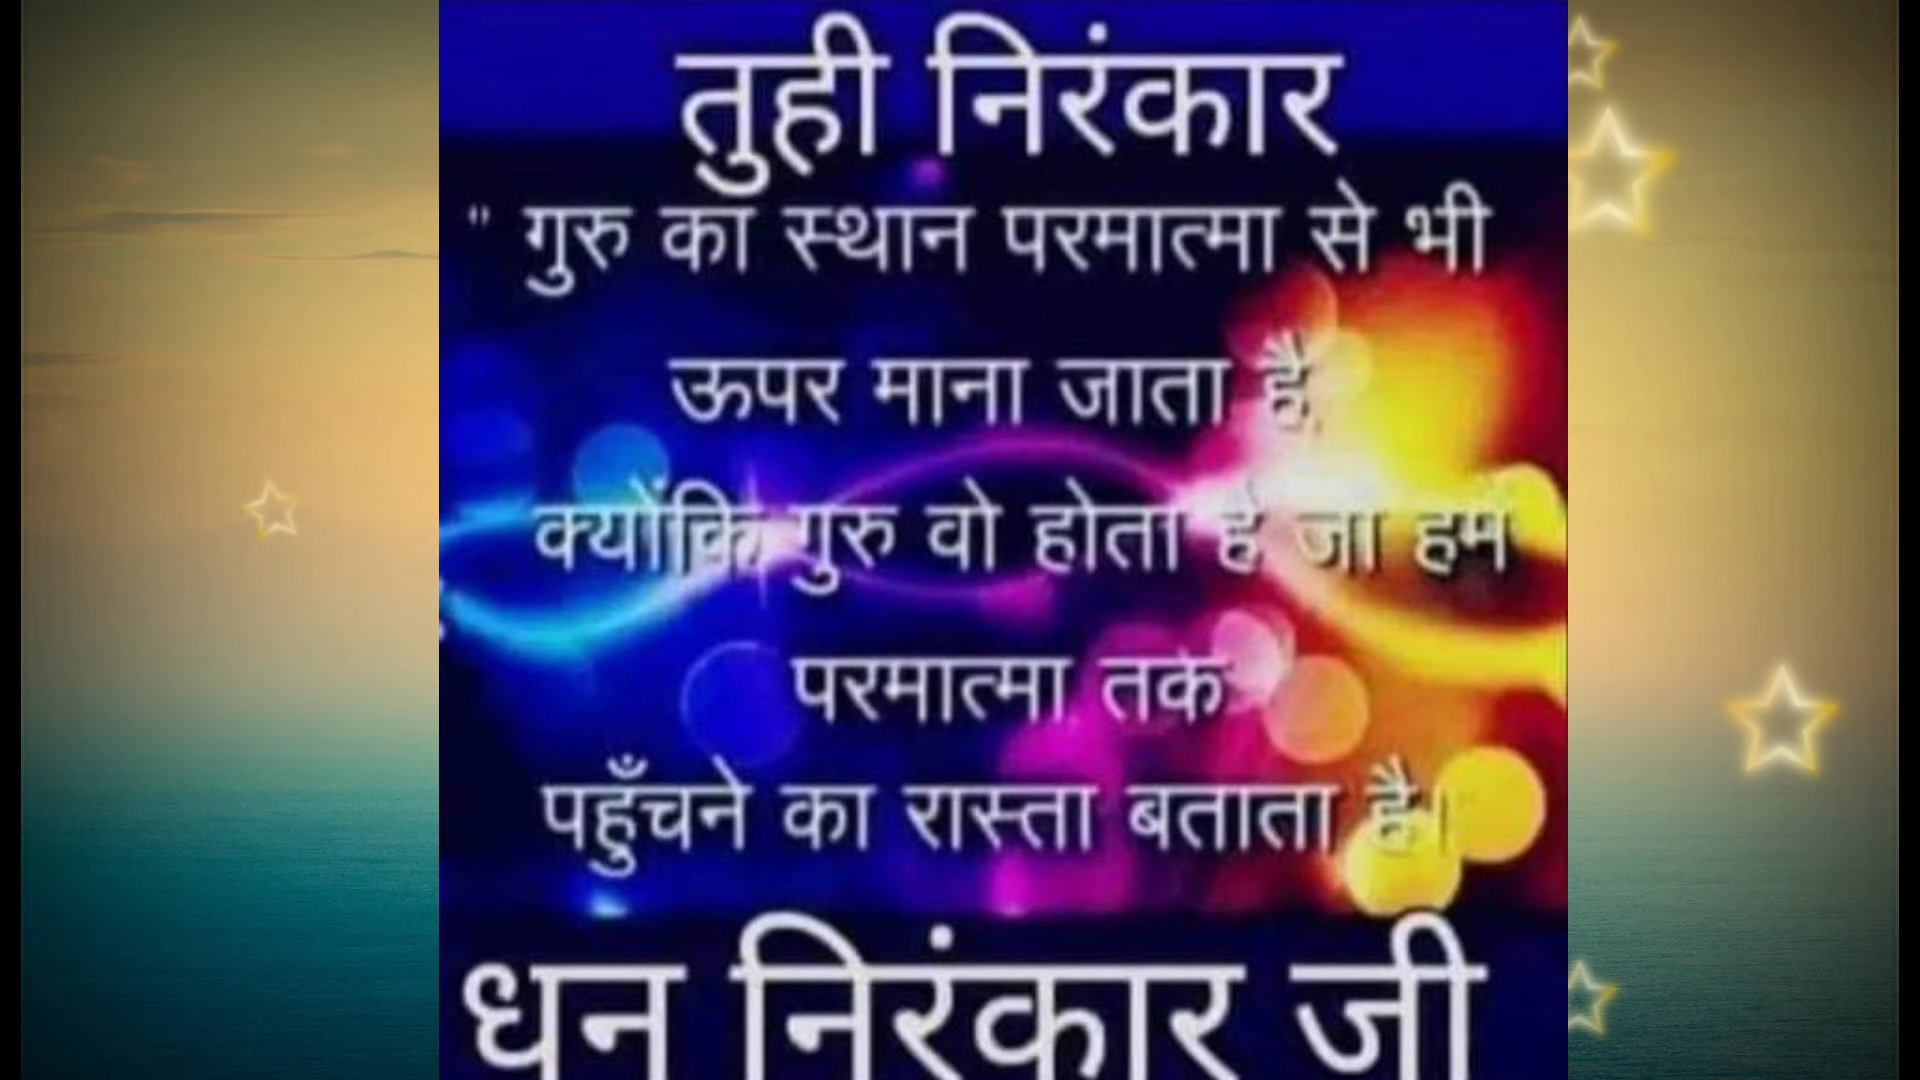 तुही निरंकार
" गुरु का स्थान परमात्मा से भी
ऊपर माना जाता है,
क्योंकि गुरु वो होता है जो हमें
परमात्मा तक
पहुँचने का रास्ता बताता है।"
धन निरंकार जी